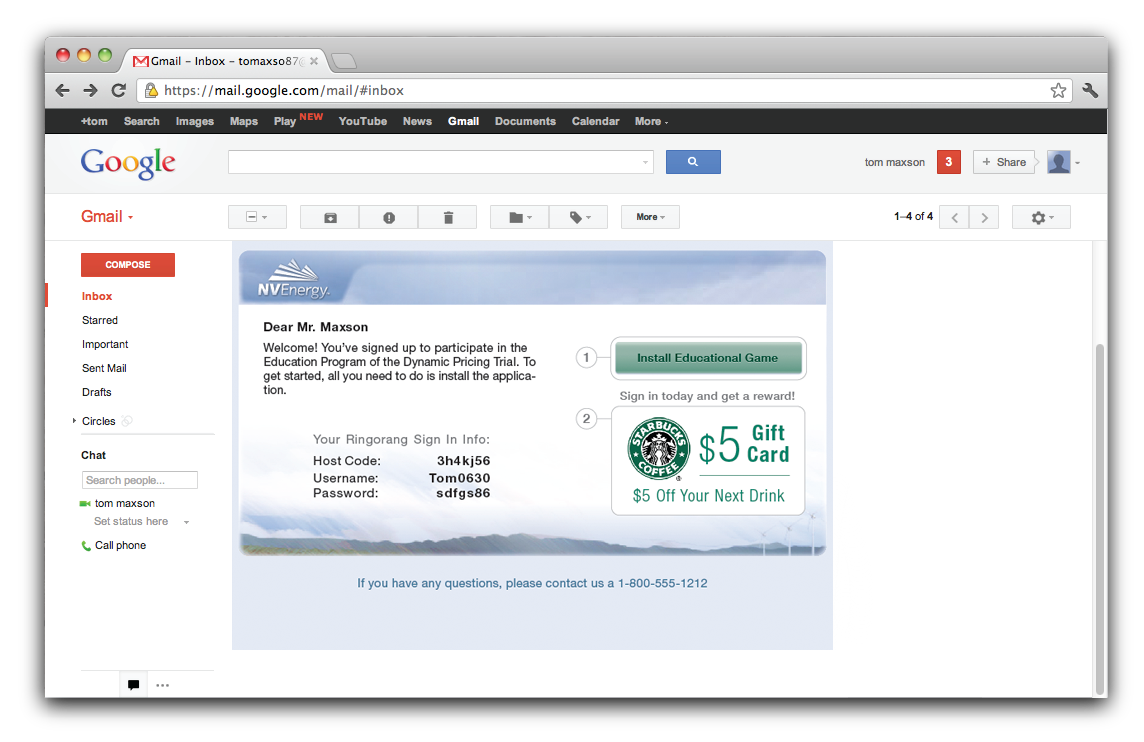 Gmail – Inbox – tomaxso87@
https://mail.google.com/mail/#inbox
+tom Search Images Maps Play NEW YouTube News Gmail Documents Calendar More
Google
tom maxson 3 + Share
Gmail
More
1–4 of 4
COMPOSE
Inbox
Starred
Important
Sent Mail
Drafts
Circles
Chat
Search people...
tom maxson
Set status here
Call phone
NVEnergy.
Dear Mr. Maxson
Welcome! You've signed up to participate in the
Education Program of the Dynamic Pricing Trial. To
get started, all you need to do is install the applica-
tion.
Your Ringorang Sign In Info:
Host Code: 3h4kj56
Username: Tom0630
Password: sdfgs86
1
Install Educational Game
Sign in today and get a reward!
2
STARBUCKS
COFFEE
®
$5 Gift
Card
$5 Off Your Next Drink
If you have any questions, please contact us a 1-800-555-1212